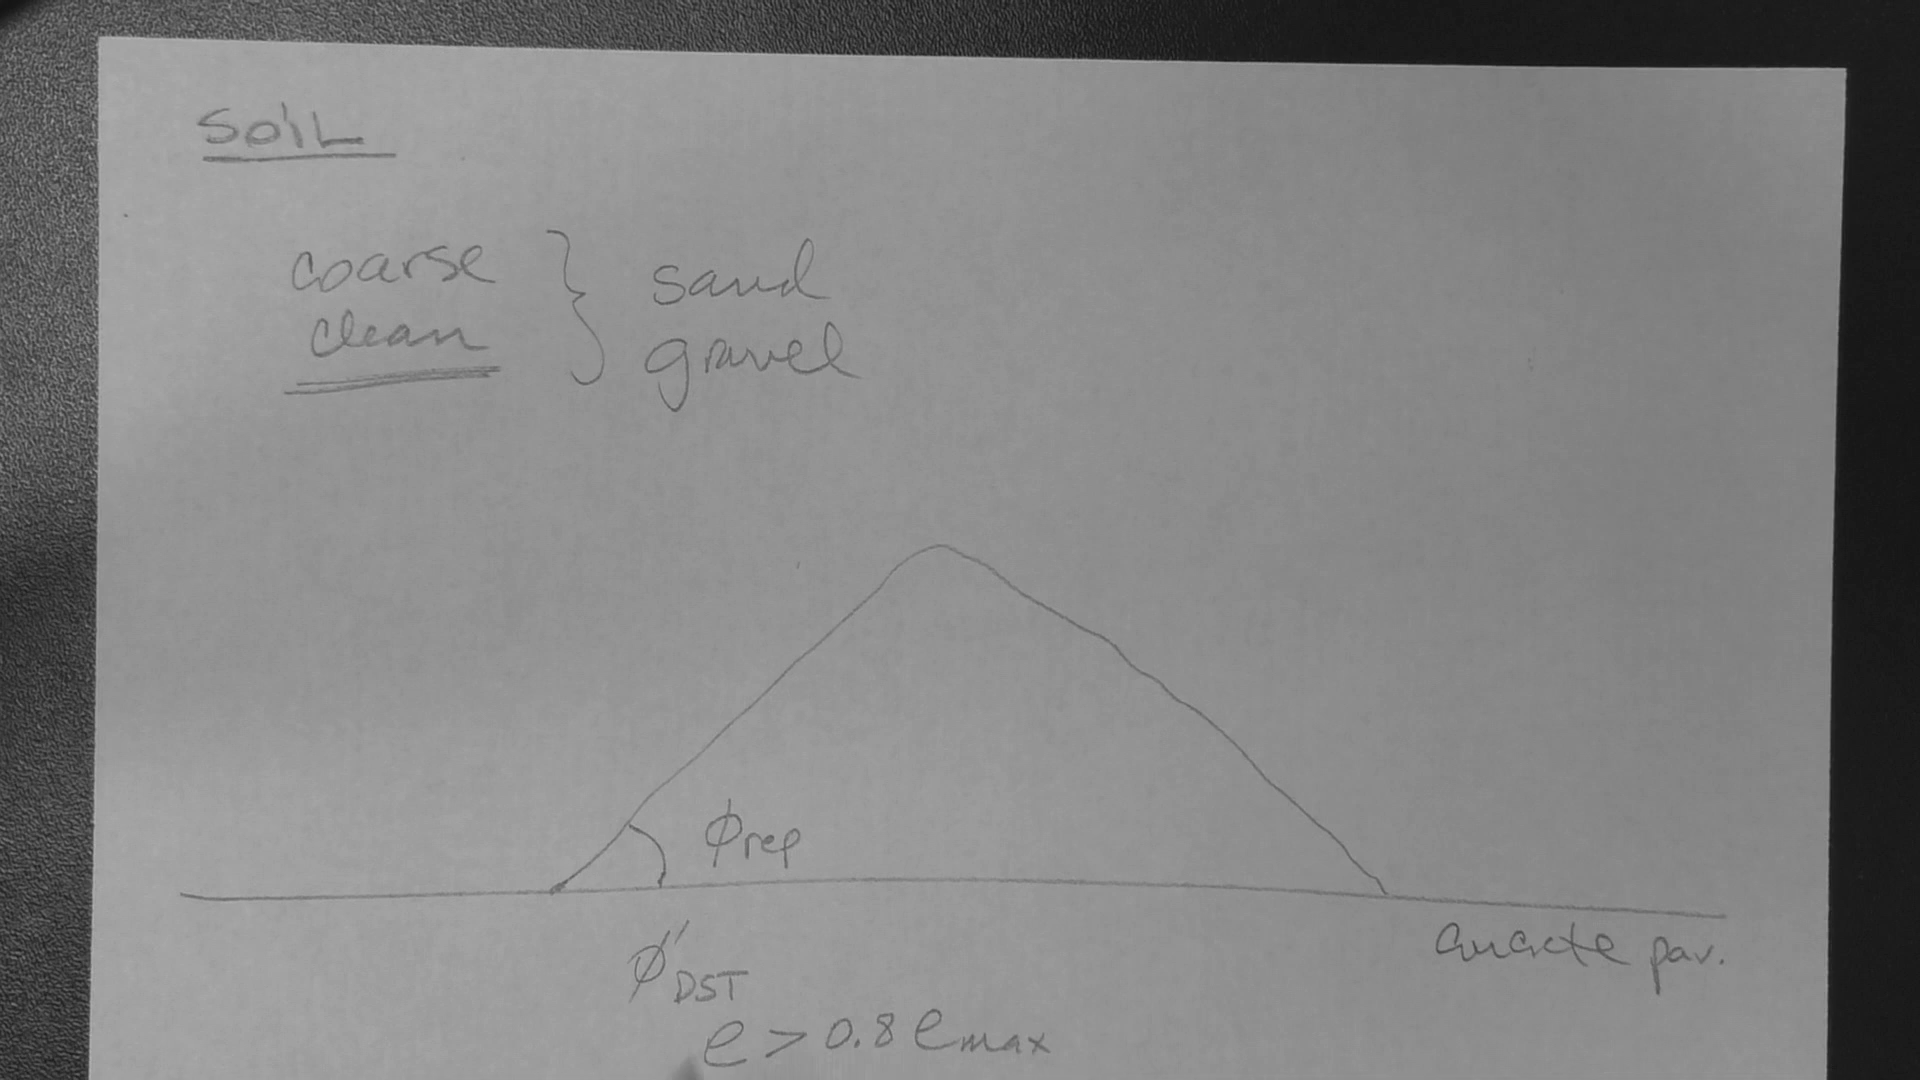 SOIL
coarse } sand
clean gravel
ϕrep
ϕ'DST
concrete pav.
e > 0.8 emax